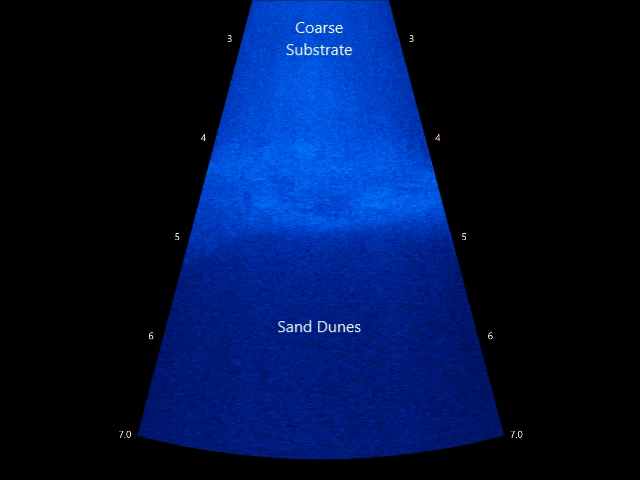 Coarse
Substrate
3 3
4 4
5 5
Sand Dunes
6 6
7.0 7.0